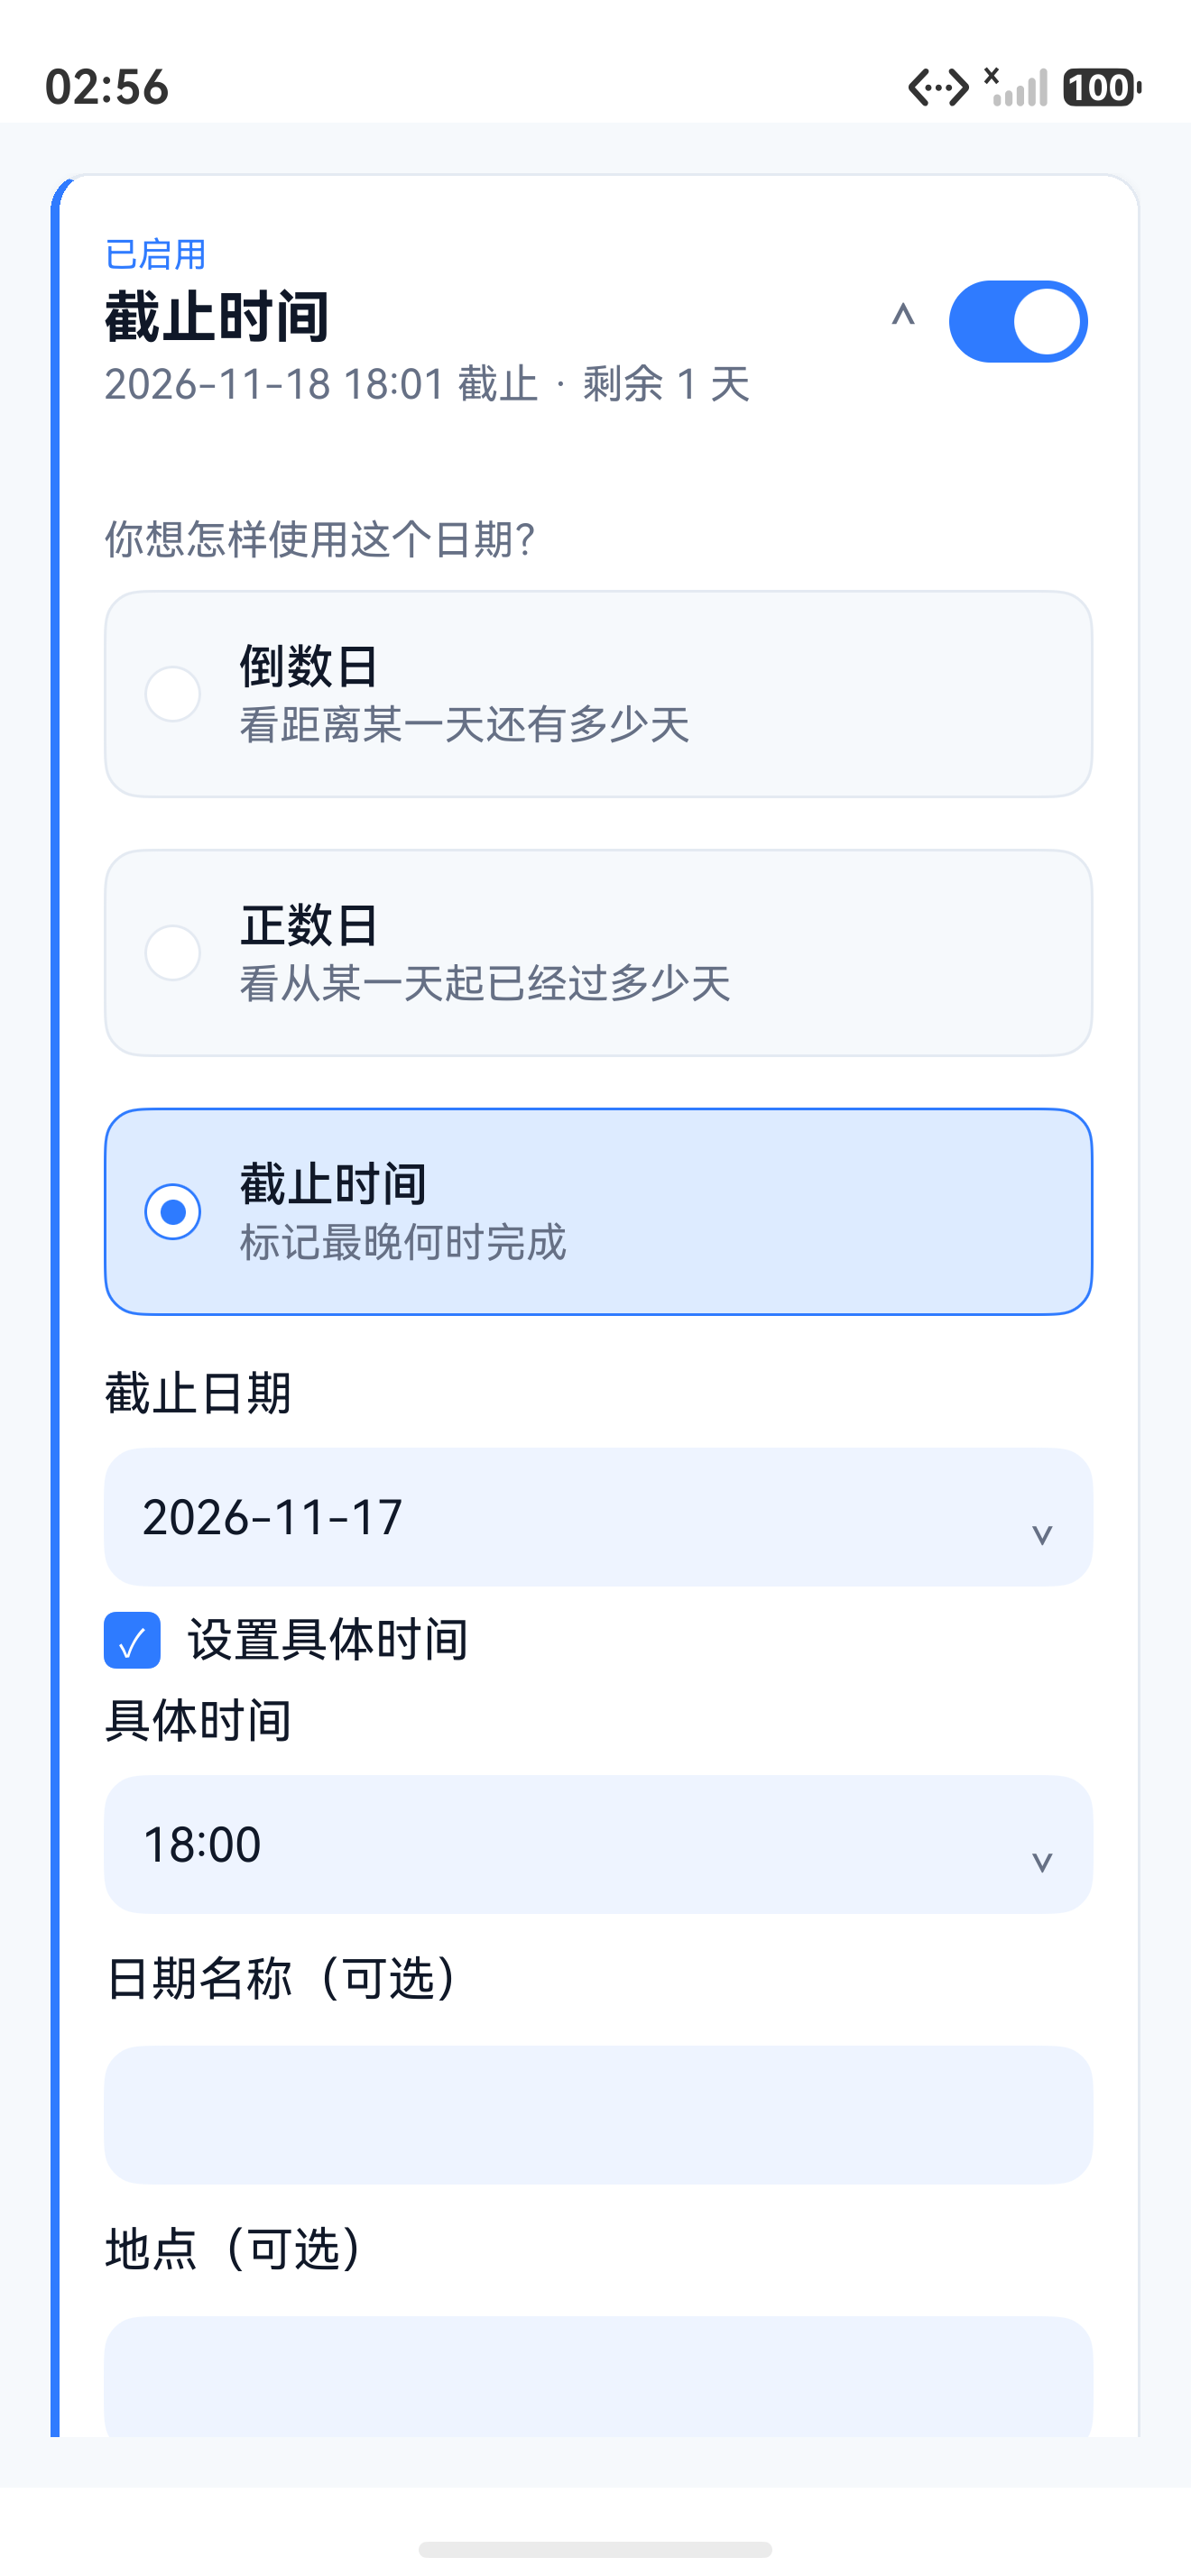 02:56
100
已启用
截止时间
2026-11-18 18:01 截止 · 剩余 1 天
你想怎样使用这个日期？
倒数日
看距离某一天还有多少天
正数日
看从某一天起已经过多少天
截止时间
标记最晚何时完成
截止日期
2026-11-17
设置具体时间
具体时间
18:00
日期名称（可选）
地点（可选）